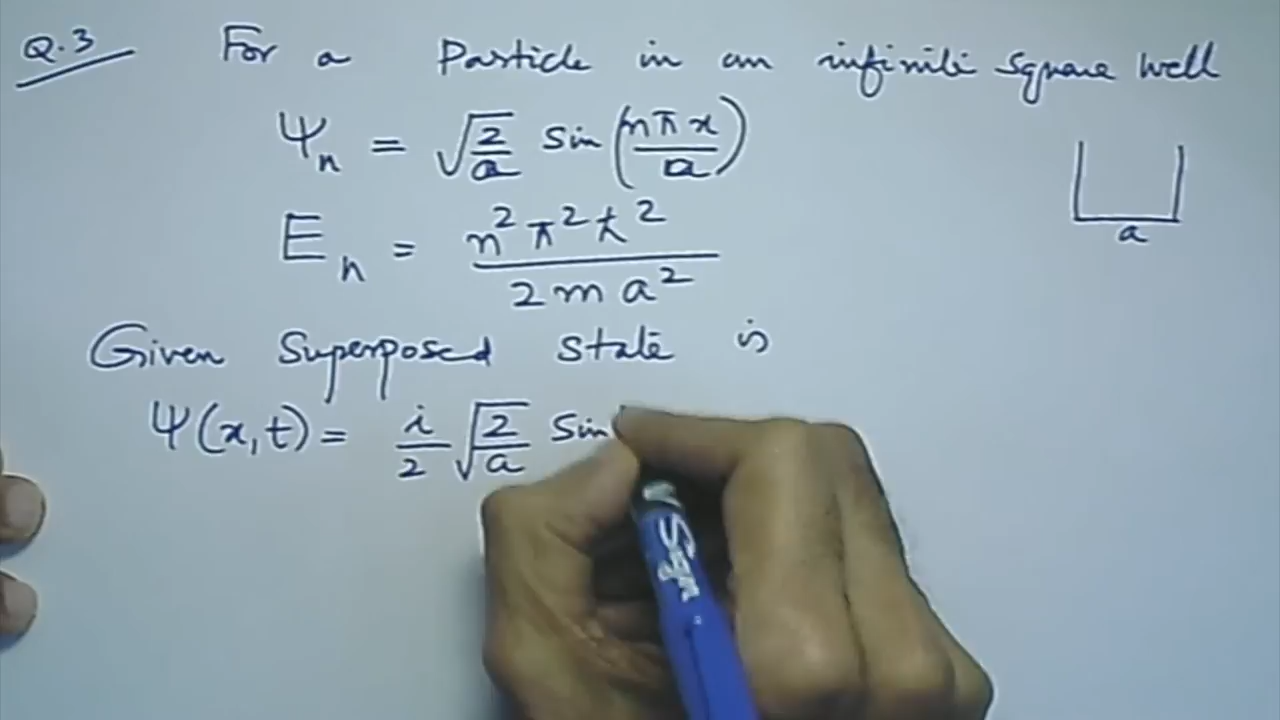 Q.3 For a Particle in an infinite square well
Ψn = √(2/a) Sin(nπx/a)
En = n²π²ħ² / 2ma²
a
Given Superposed state is
Ψ(x,t) = i/2 √(2/a) Sin
Sign